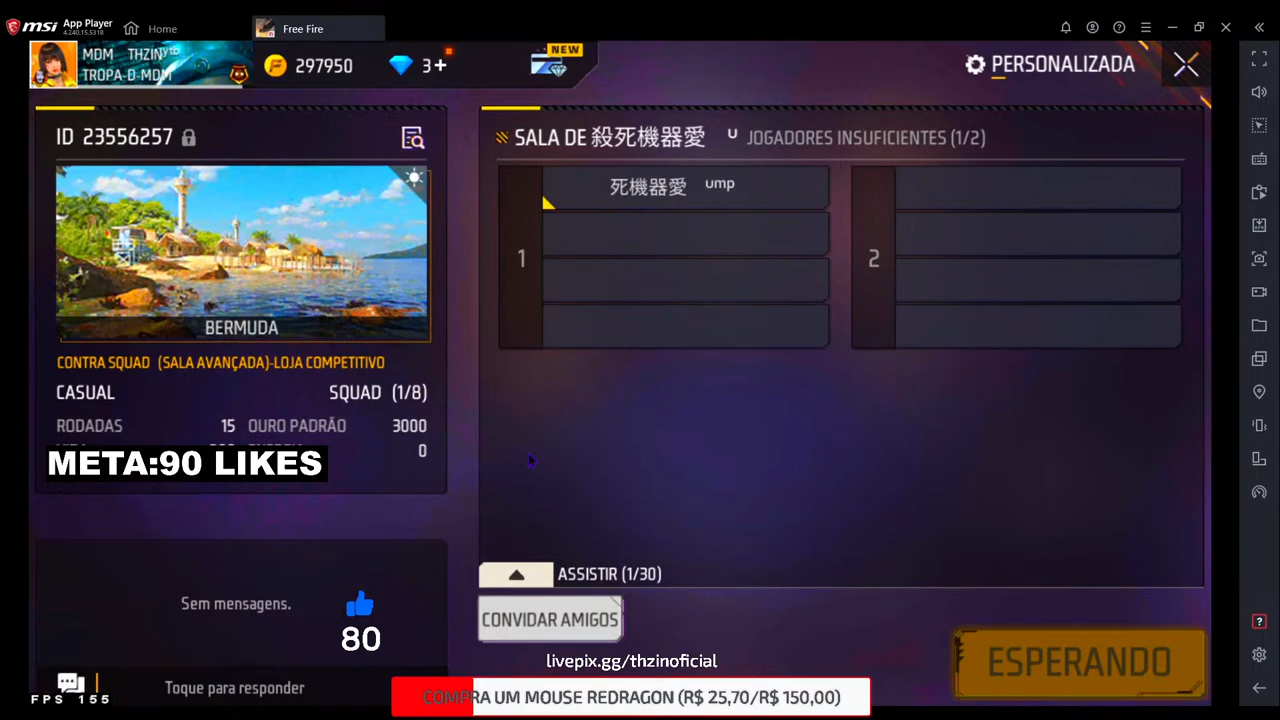 msi App Player
4.240.15.5318
Home
Free Fire
MDM THZINʸᵗᵇ
TROPA-D-MDM
297950
3+
NEW
PERSONALIZADA
ID 23556257
SALA DE 殺死機器愛 ᵁ JOGADORES INSUFICIENTES (1/2)
死機器愛 ᵁᵐᵖ
1
2
BERMUDA
CONTRA SQUAD (SALA AVANÇADA)-LOJA COMPETITIVO
CASUAL SQUAD (1/8)
RODADAS 15 OURO PADRÃO 3000
0
META:90 LIKES
ASSISTIR (1/30)
Sem mensagens.
80
CONVIDAR AMIGOS
livepix.gg/thzinoficial
ESPERANDO
Toque para responder
FPS 155
COMPRA UM MOUSE REDRAGON (R$ 25,70/R$ 150,00)